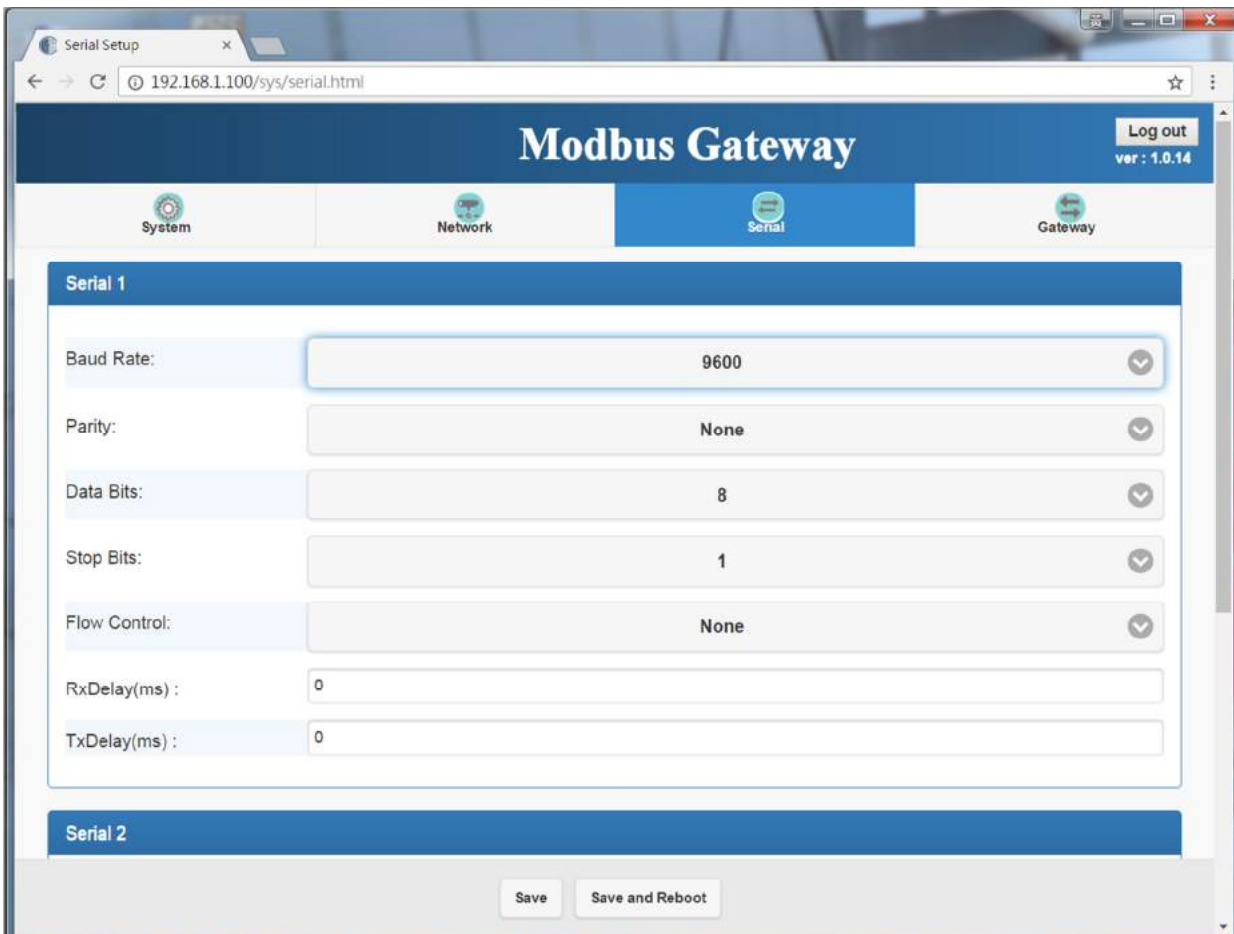 Serial Setup
192.168.1.100/sys/serial.html
Modbus Gateway
Log out
ver : 1.0.14
System
Network
Serial
Gateway
Serial 1
Baud Rate:
9600
Parity:
None
Data Bits:
8
Stop Bits:
1
Flow Control:
None
RxDelay(ms) :
0
TxDelay(ms) :
0
Serial 2
Save
Save and Reboot